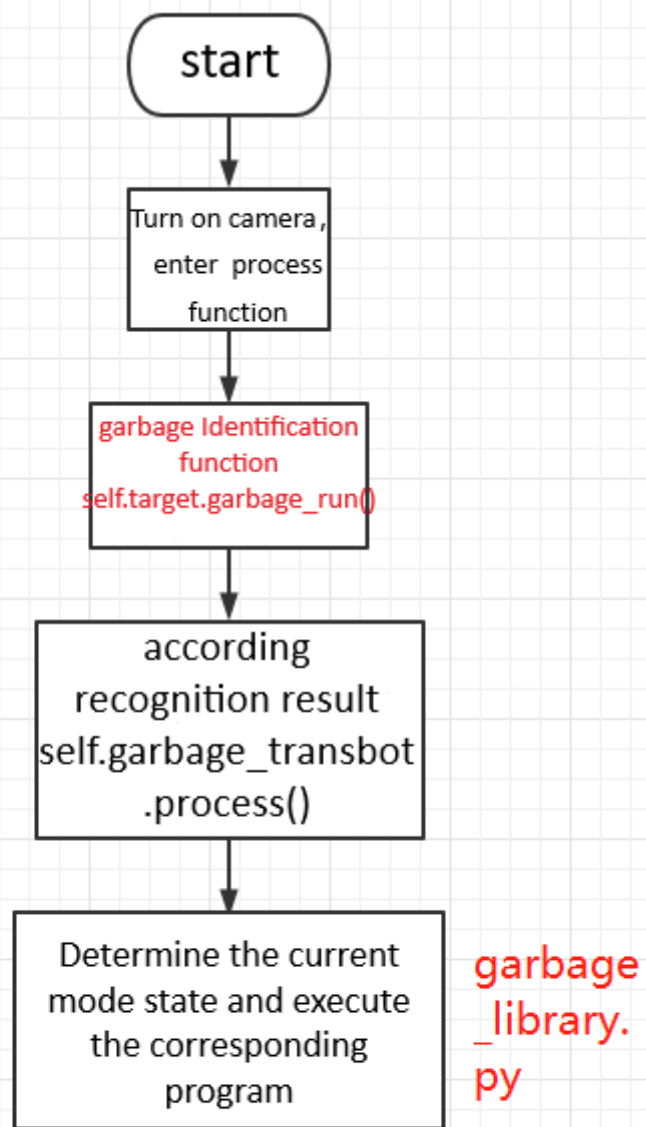 start
Turn on camera,
enter process
function
garbage Identification
function
self.target.garbage_run()
according
recognition result
self.garbage_transbot
.process()
Determine the current
mode state and execute
the corresponding
program
garbage
_library.
py